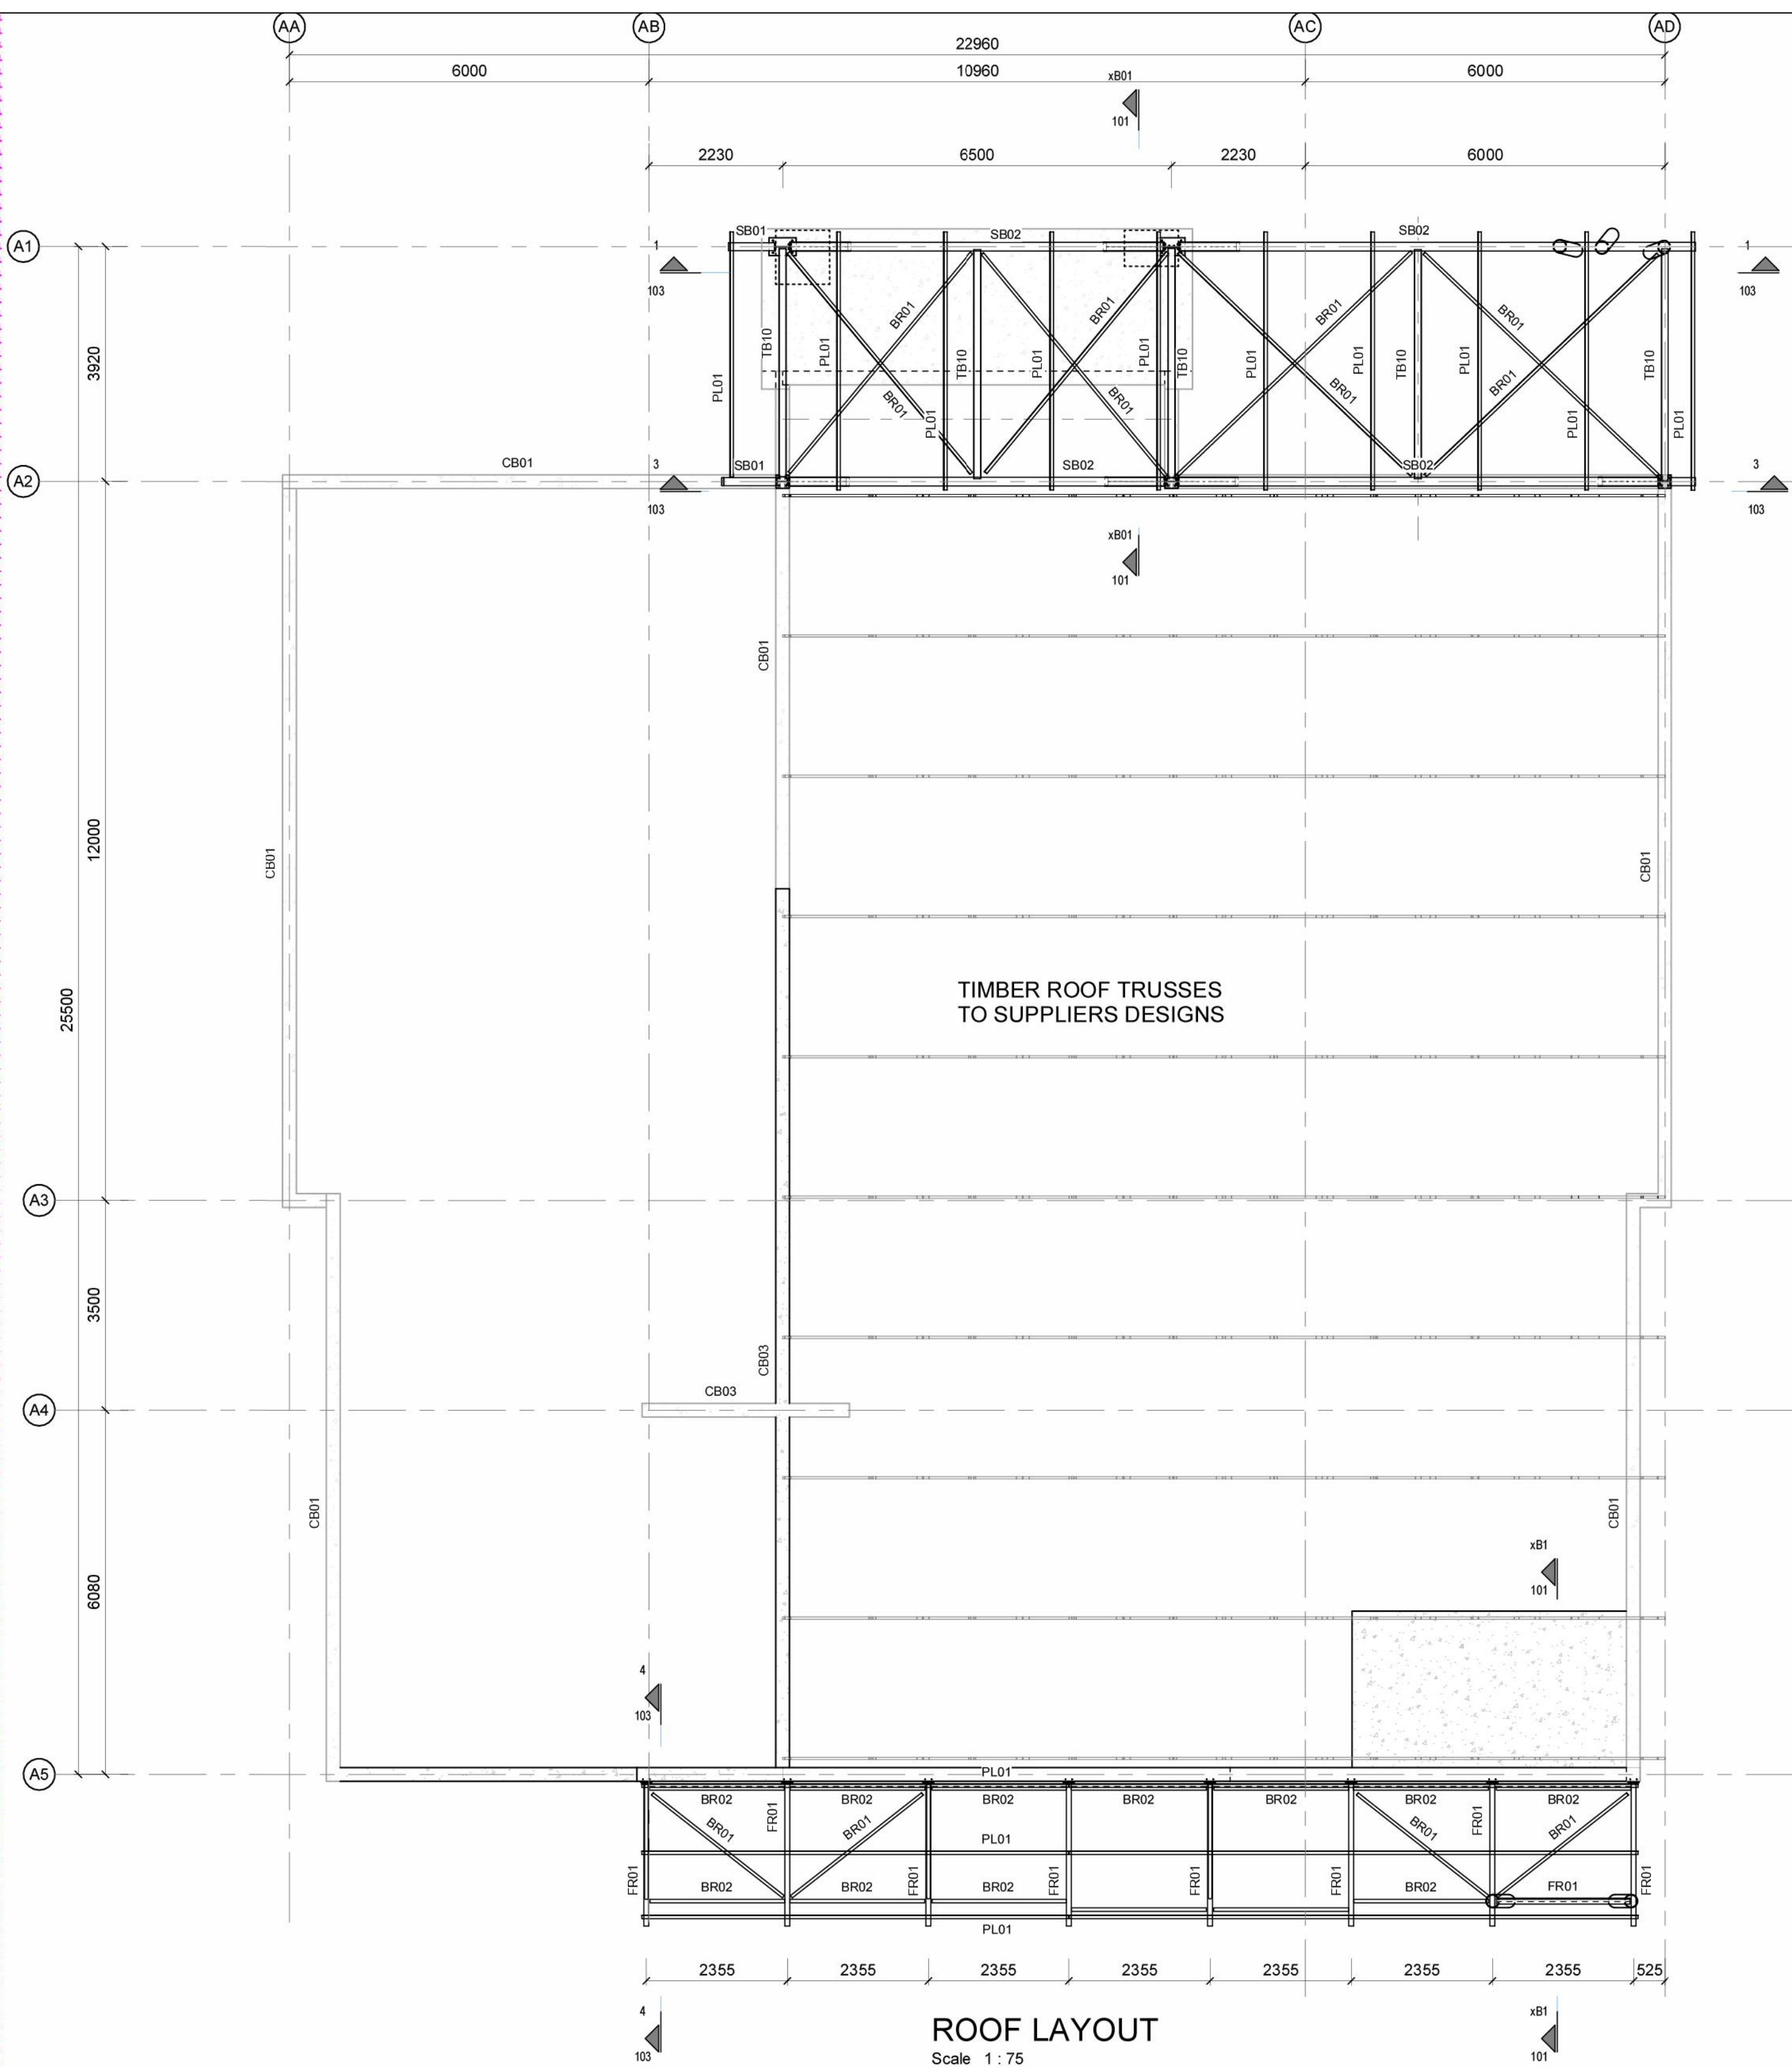 AA
AB
AC
AD
22960
6000
10960
6000
xB01
101
2230
6500
2230
6000
A1
SB01
SB02
SB02
1
103
1
103
3920
PL01
TB10
PL01
BR01
BR01
PL01
TB10
PL01
BR01
BR01
PL01
TB10
PL01
BR01
BR01
PL01
TB10
PL01
BR01
BR01
PL01
TB10
PL01
A2
CB01
3
103
SB01
SB02
SB02
3
103
xB01
101
CB01
12000
CB01
CB01
25500
TIMBER ROOF TRUSSES
TO SUPPLIERS DESIGNS
A3
3500
CB03
CB03
A4
CB01
CB01
6080
xB1
101
4
103
A5
PL01
BR02
BR02
BR02
BR02
BR02
BR02
BR02
BR01
FR01
BR01
PL01
BR01
FR01
BR01
FR01
BR02
BR02
FR01
BR02
FR01
FR01
FR01
BR02
FR01
FR01
PL01
2355
2355
2355
2355
2355
2355
2355
525
4
103
xB1
101
ROOF LAYOUT
Scale 1 : 75